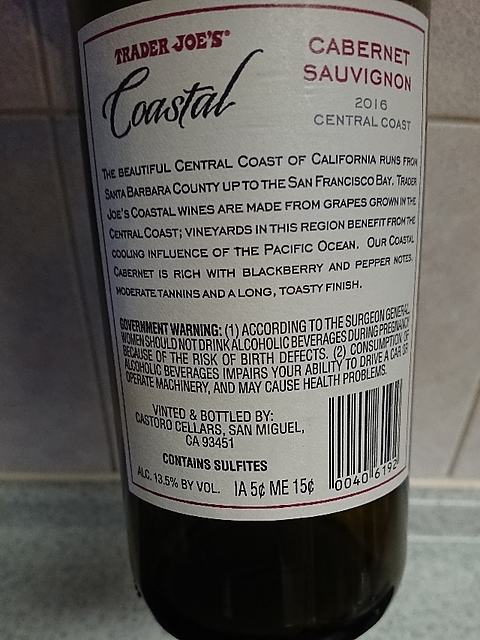 TRADER JOE'S®
Coastal
CABERNET
SAUVIGNON
2016
CENTRAL COAST
THE BEAUTIFUL CENTRAL COAST OF CALIFORNIA RUNS FROM
SANTA BARBARA COUNTY UP TO THE SAN FRANCISCO BAY. TRADER
JOE'S COASTAL WINES ARE MADE FROM GRAPES GROWN IN THE
CENTRAL COAST; VINEYARDS IN THIS REGION BENEFIT FROM THE
COOLING INFLUENCE OF THE PACIFIC OCEAN. OUR COASTAL
CABERNET IS RICH WITH BLACKBERRY AND PEPPER NOTES,
MODERATE TANNINS AND A LONG, TOASTY FINISH.
GOVERNMENT WARNING: (1) ACCORDING TO THE SURGEON GENERAL,
WOMEN SHOULD NOT DRINK ALCOHOLIC BEVERAGES DURING PREGNANCY
BECAUSE OF THE RISK OF BIRTH DEFECTS. (2) CONSUMPTION OF
ALCOHOLIC BEVERAGES IMPAIRS YOUR ABILITY TO DRIVE A CAR OR
OPERATE MACHINERY, AND MAY CAUSE HEALTH PROBLEMS.
VINTED & BOTTLED BY:
CASTORO CELLARS, SAN MIGUEL,
CA 93451
CONTAINS SULFITES
ALC. 13.5% BY VOL. IA 5¢ ME 15¢
0040 6192